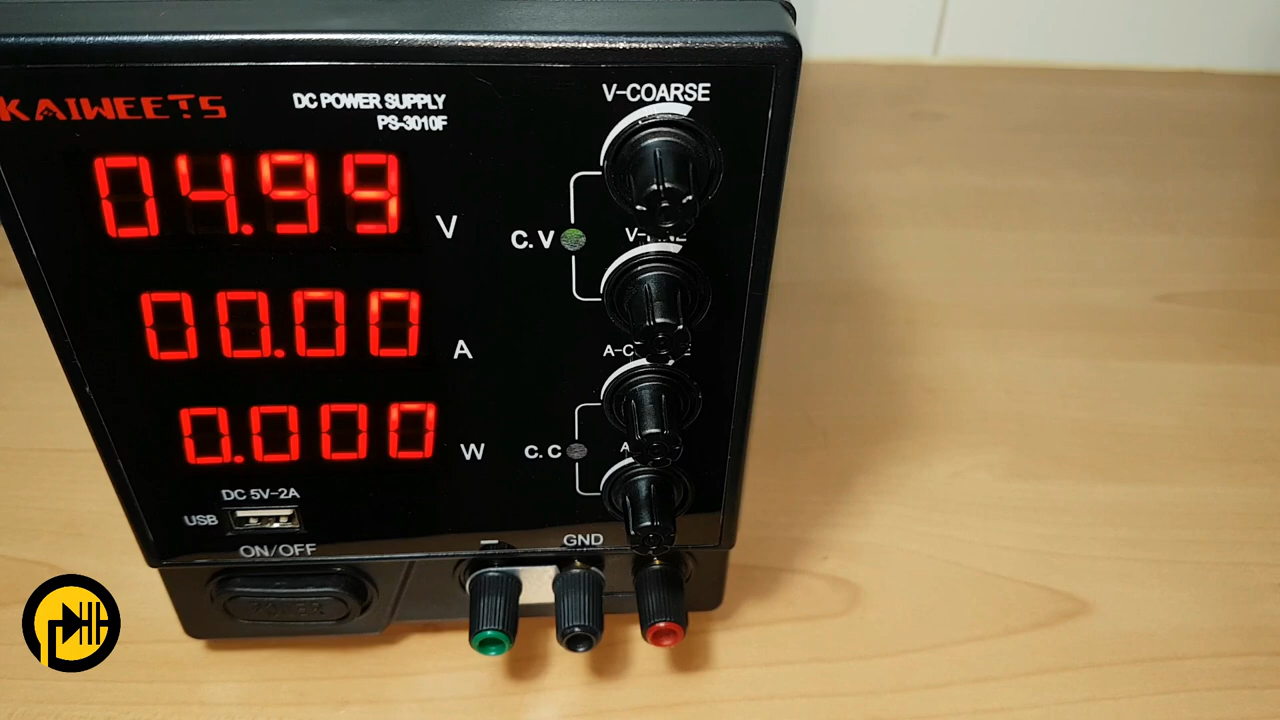 KAIWEETS
DC POWER SUPPLY
PS-3010F
V-COARSE
04.99 V
C.V
00.00 A
0.000 W
C.C
DC 5V-2A
USB
ON/OFF
POWER
–
GND